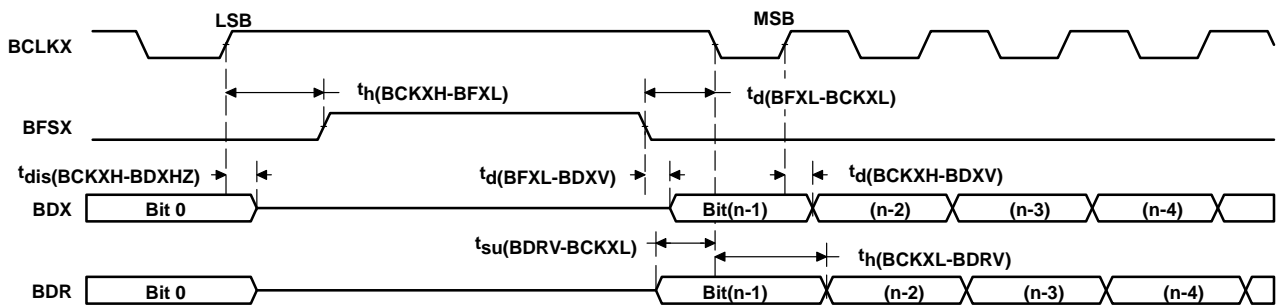 LSB MSB
BCLKX
th(BCKXH-BFXL) td(BFXL-BCKXL)
BFSX
tdis(BCKXH-BDXHZ) td(BFXL-BDXV) td(BCKXH-BDXV)
BDX Bit 0 Bit(n-1) (n-2) (n-3) (n-4)
tsu(BDRV-BCKXL) th(BCKXL-BDRV)
BDR Bit 0 Bit(n-1) (n-2) (n-3) (n-4)